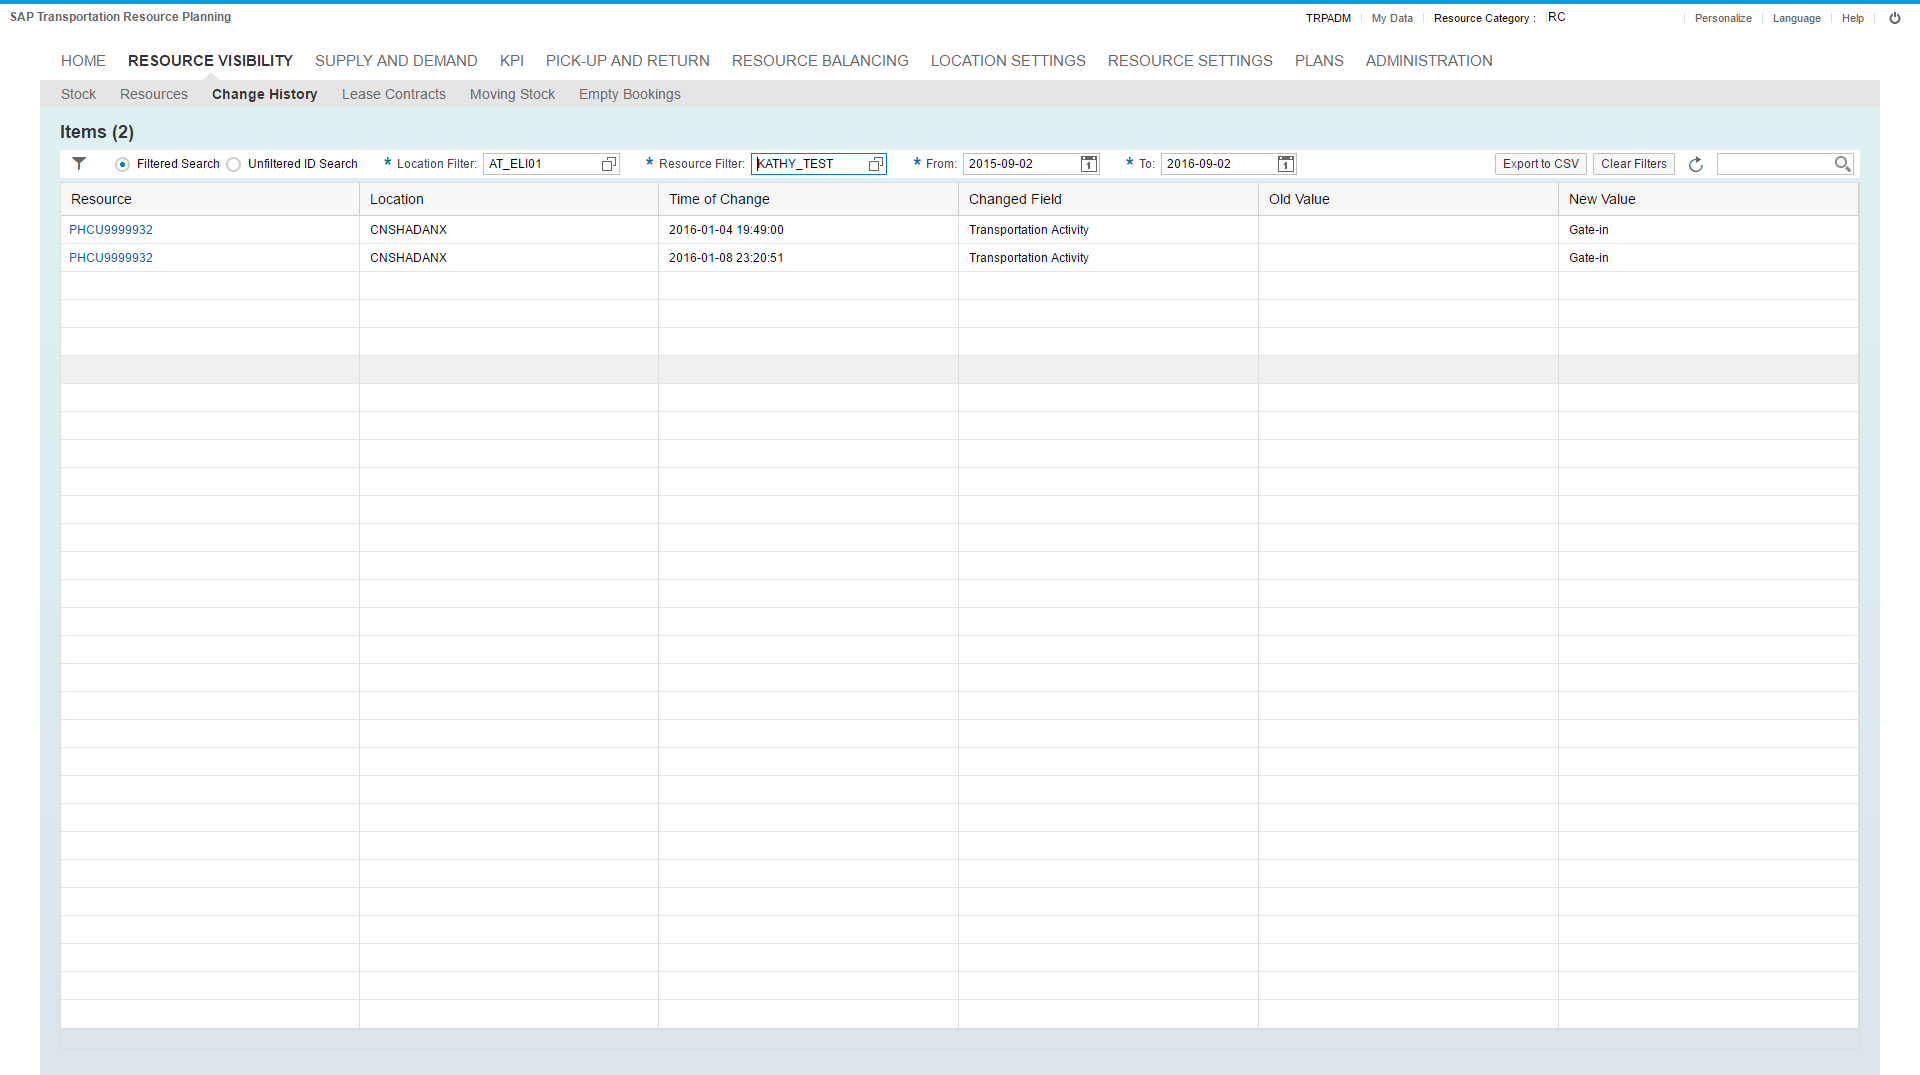 SAP Transportation Resource Planning
TRPADM My Data Resource Category : RC Personalize Language Help
HOME RESOURCE VISIBILITY SUPPLY AND DEMAND KPI PICK-UP AND RETURN RESOURCE BALANCING LOCATION SETTINGS RESOURCE SETTINGS PLANS ADMINISTRATION
Stock Resources Change History Lease Contracts Moving Stock Empty Bookings
Items (2)
Filtered Search Unfiltered ID Search * Location Filter: AT_ELI01 * Resource Filter: KATHY_TEST * From: 2015-09-02 * To: 2016-09-02 Export to CSV Clear Filters
Resource Location Time of Change Changed Field Old Value New Value
PHCU9999932 CNSHADANX 2016-01-04 19:49:00 Transportation Activity Gate-in
PHCU9999932 CNSHADANX 2016-01-08 23:20:51 Transportation Activity Gate-in